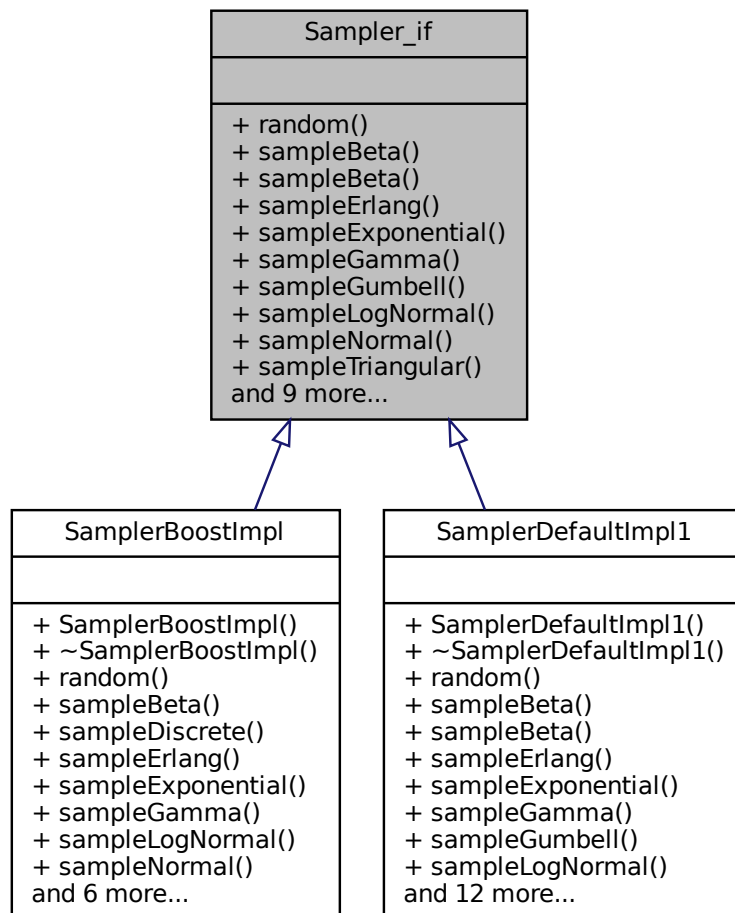 Sampler_if
+ random()
+ sampleBeta()
+ sampleBeta()
+ sampleErlang()
+ sampleExponential()
+ sampleGamma()
+ sampleGumbell()
+ sampleLogNormal()
+ sampleNormal()
+ sampleTriangular()
and 9 more...
SamplerBoostImpl
+ SamplerBoostImpl()
+ ~SamplerBoostImpl()
+ random()
+ sampleBeta()
+ sampleDiscrete()
+ sampleErlang()
+ sampleExponential()
+ sampleGamma()
+ sampleLogNormal()
+ sampleNormal()
and 6 more...
SamplerDefaultImpl1
+ SamplerDefaultImpl1()
+ ~SamplerDefaultImpl1()
+ random()
+ sampleBeta()
+ sampleBeta()
+ sampleErlang()
+ sampleExponential()
+ sampleGamma()
+ sampleGumbell()
+ sampleLogNormal()
and 12 more...